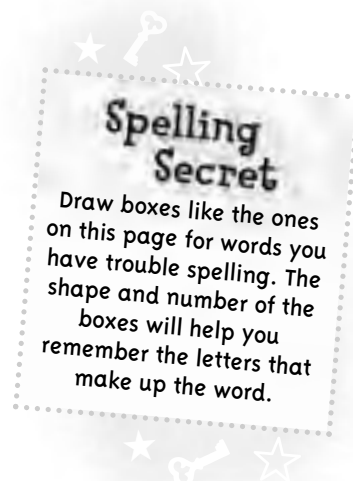 Spelling
Secret
Draw boxes like the ones
on this page for words you
have trouble spelling. The
shape and number of the
boxes will help you
remember the letters that
make up the word.